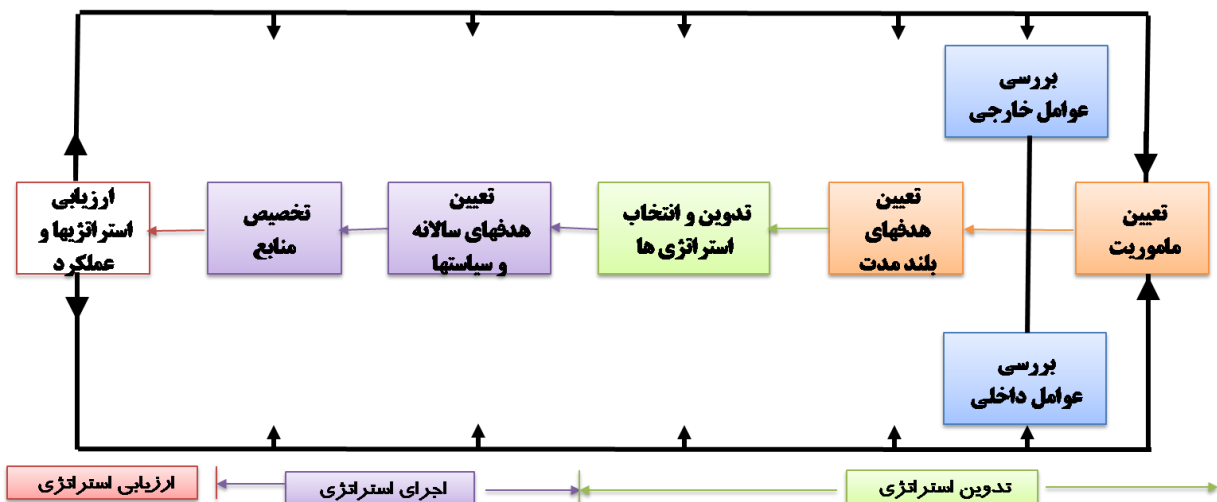 بررسی
عوامل خارجی
تعیین
ماموریت
تعیین
هدفهای
بلند مدت
تدوین و انتخاب
استراتژی ها
تعیین
هدفهای سالانه
و سیاستها
تخصیص
منابع
ارزیابی
استراتژیها و
عملکرد
بررسی
عوامل داخلی
تدوین استراتژی
اجرای استراتژی
ارزیابی استراتژی